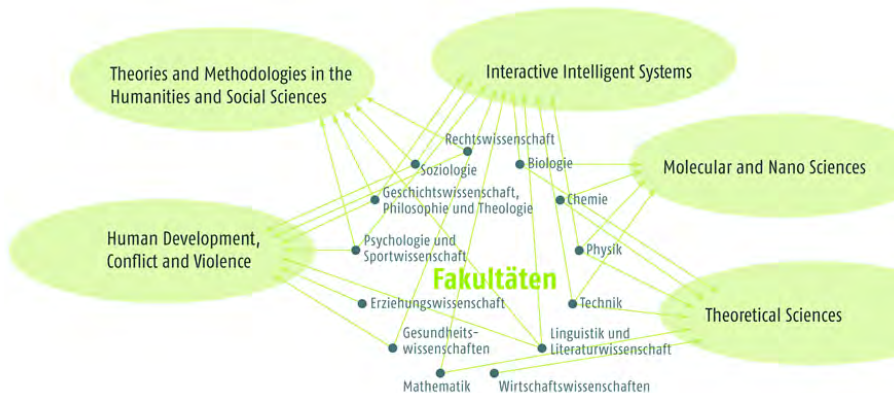 Theories and Methodologies in the
Humanities and Social Sciences
Interactive Intelligent Systems
Rechtswissenschaft
Soziologie
Biologie
Molecular and Nano Sciences
Geschichtswissenschaft,
Philosophie und Theologie
Chemie
Human Development,
Conflict and Violence
Psychologie und
Sportwissenschaft
Physik
Fakultäten
Erziehungswissenschaft
Technik
Theoretical Sciences
Gesundheits-
wissenschaften
Linguistik und
Literaturwissenschaft
Mathematik
Wirtschaftswissenschaften